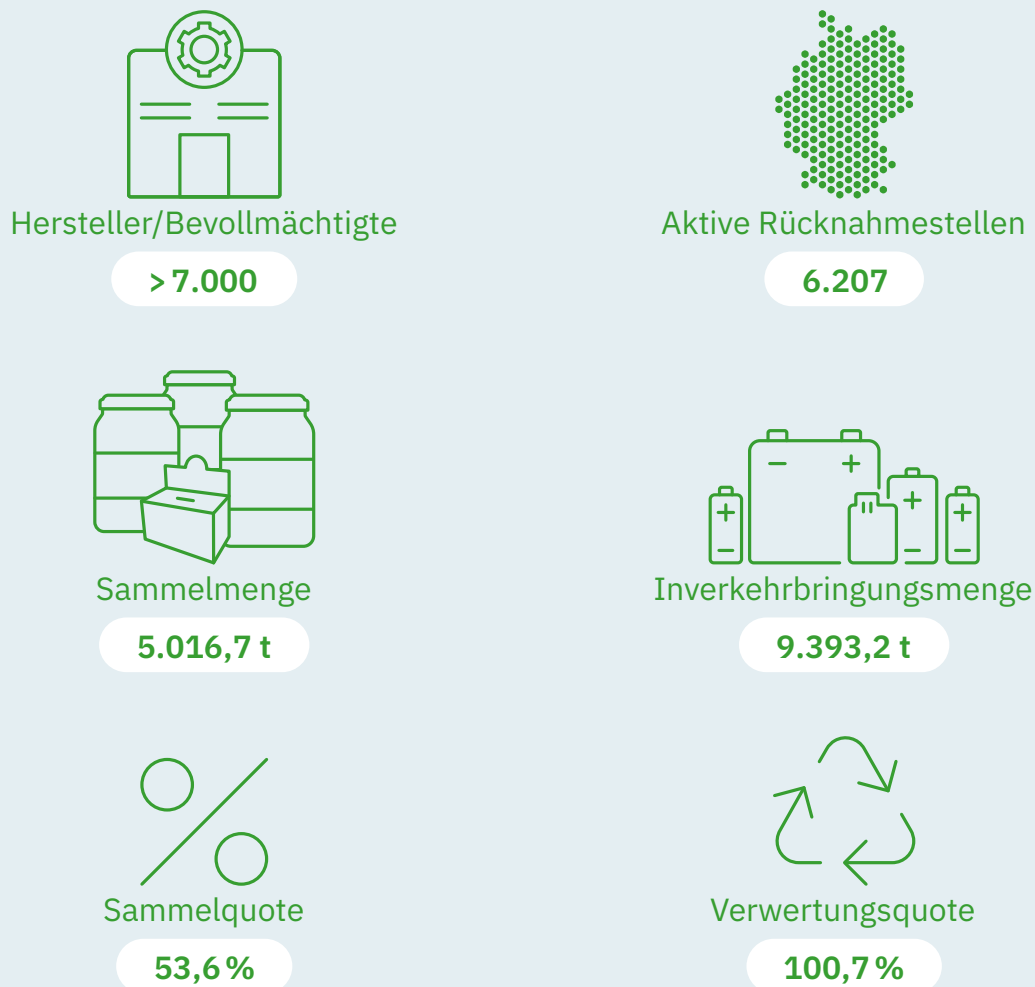 Hersteller/Bevollmächtigte
> 7.000
Aktive Rücknahmestellen
6.207
Sammelmenge
5.016,7 t
Inverkehrbringungsmenge
9.393,2 t
Sammelquote
53,6 %
Verwertungsquote
100,7 %